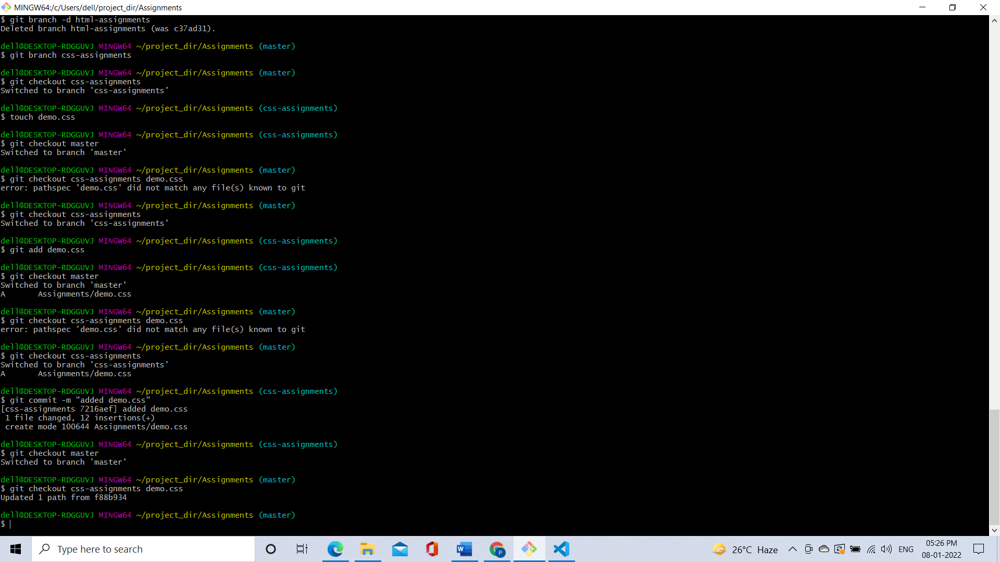 MINGW64:/c/Users/dell/project_dir/Assignments
$ git branch -d html-assignments
Deleted branch html-assignments (was c37ad31).
dell@DESKTOP-RDGGUVJ MINGW64 ~/project_dir/Assignments (master)
$ git branch css-assignments
dell@DESKTOP-RDGGUVJ MINGW64 ~/project_dir/Assignments (master)
$ git checkout css-assignments
Switched to branch 'css-assignments'
dell@DESKTOP-RDGGUVJ MINGW64 ~/project_dir/Assignments (css-assignments)
$ touch demo.css
dell@DESKTOP-RDGGUVJ MINGW64 ~/project_dir/Assignments (css-assignments)
$ git checkout master
Switched to branch 'master'
dell@DESKTOP-RDGGUVJ MINGW64 ~/project_dir/Assignments (master)
$ git checkout css-assignments demo.css
error: pathspec 'demo.css' did not match any file(s) known to git
dell@DESKTOP-RDGGUVJ MINGW64 ~/project_dir/Assignments (master)
$ git checkout css-assignments
Switched to branch 'css-assignments'
dell@DESKTOP-RDGGUVJ MINGW64 ~/project_dir/Assignments (css-assignments)
$ git add demo.css
dell@DESKTOP-RDGGUVJ MINGW64 ~/project_dir/Assignments (css-assignments)
$ git checkout master
Switched to branch 'master'
A       Assignments/demo.css
dell@DESKTOP-RDGGUVJ MINGW64 ~/project_dir/Assignments (master)
$ git checkout css-assignments demo.css
error: pathspec 'demo.css' did not match any file(s) known to git
dell@DESKTOP-RDGGUVJ MINGW64 ~/project_dir/Assignments (master)
$ git checkout css-assignments
Switched to branch 'css-assignments'
A       Assignments/demo.css
dell@DESKTOP-RDGGUVJ MINGW64 ~/project_dir/Assignments (css-assignments)
$ git commit -m "added demo.css"
[css-assignments 7216aef] added demo.css
 1 file changed, 12 insertions(+)
 create mode 100644 Assignments/demo.css
dell@DESKTOP-RDGGUVJ MINGW64 ~/project_dir/Assignments (css-assignments)
$ git checkout master
Switched to branch 'master'
dell@DESKTOP-RDGGUVJ MINGW64 ~/project_dir/Assignments (master)
$ git checkout css-assignments demo.css
Updated 1 path from f88b934
dell@DESKTOP-RDGGUVJ MINGW64 ~/project_dir/Assignments (master)
$
Type here to search
26°C Haze
ENG
05:26 PM
08-01-2022